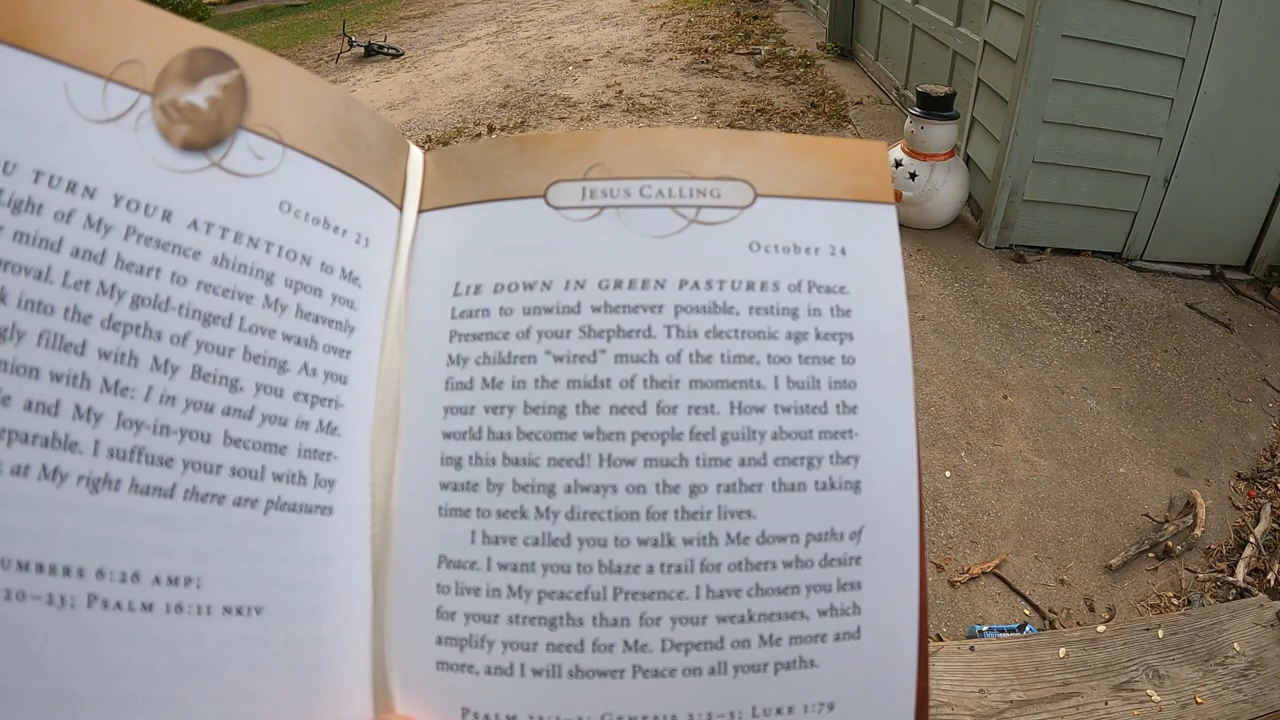 October 23
U TURN YOUR ATTENTION to Me,
Light of My Presence shining upon you.
mind and heart to receive My heavenly
roval. Let My gold-tinged Love wash over
k into the depths of your being. As you
gly filled with My Being, you experi-
nion with Me: I in you and you in Me.
e and My Joy-in-you become inter-
eparable. I suffuse your soul with Joy
at My right hand there are pleasures
UMBERS 6:26 AMP;
20–23; PSALM 16:11 NKJV
JESUS CALLING
October 24
LIE DOWN IN GREEN PASTURES of Peace.
Learn to unwind whenever possible, resting in the
Presence of your Shepherd. This electronic age keeps
My children "wired" much of the time, too tense to
find Me in the midst of their moments. I built into
your very being the need for rest. How twisted the
world has become when people feel guilty about meet-
ing this basic need! How much time and energy they
waste by being always on the go rather than taking
time to seek My direction for their lives.
I have called you to walk with Me down paths of
Peace. I want you to blaze a trail for others who desire
to live in My peaceful Presence. I have chosen you less
for your strengths than for your weaknesses, which
amplify your need for Me. Depend on Me more and
more, and I will shower Peace on all your paths.
PSALM GENESIS 2:2–3; LUKE 1:79